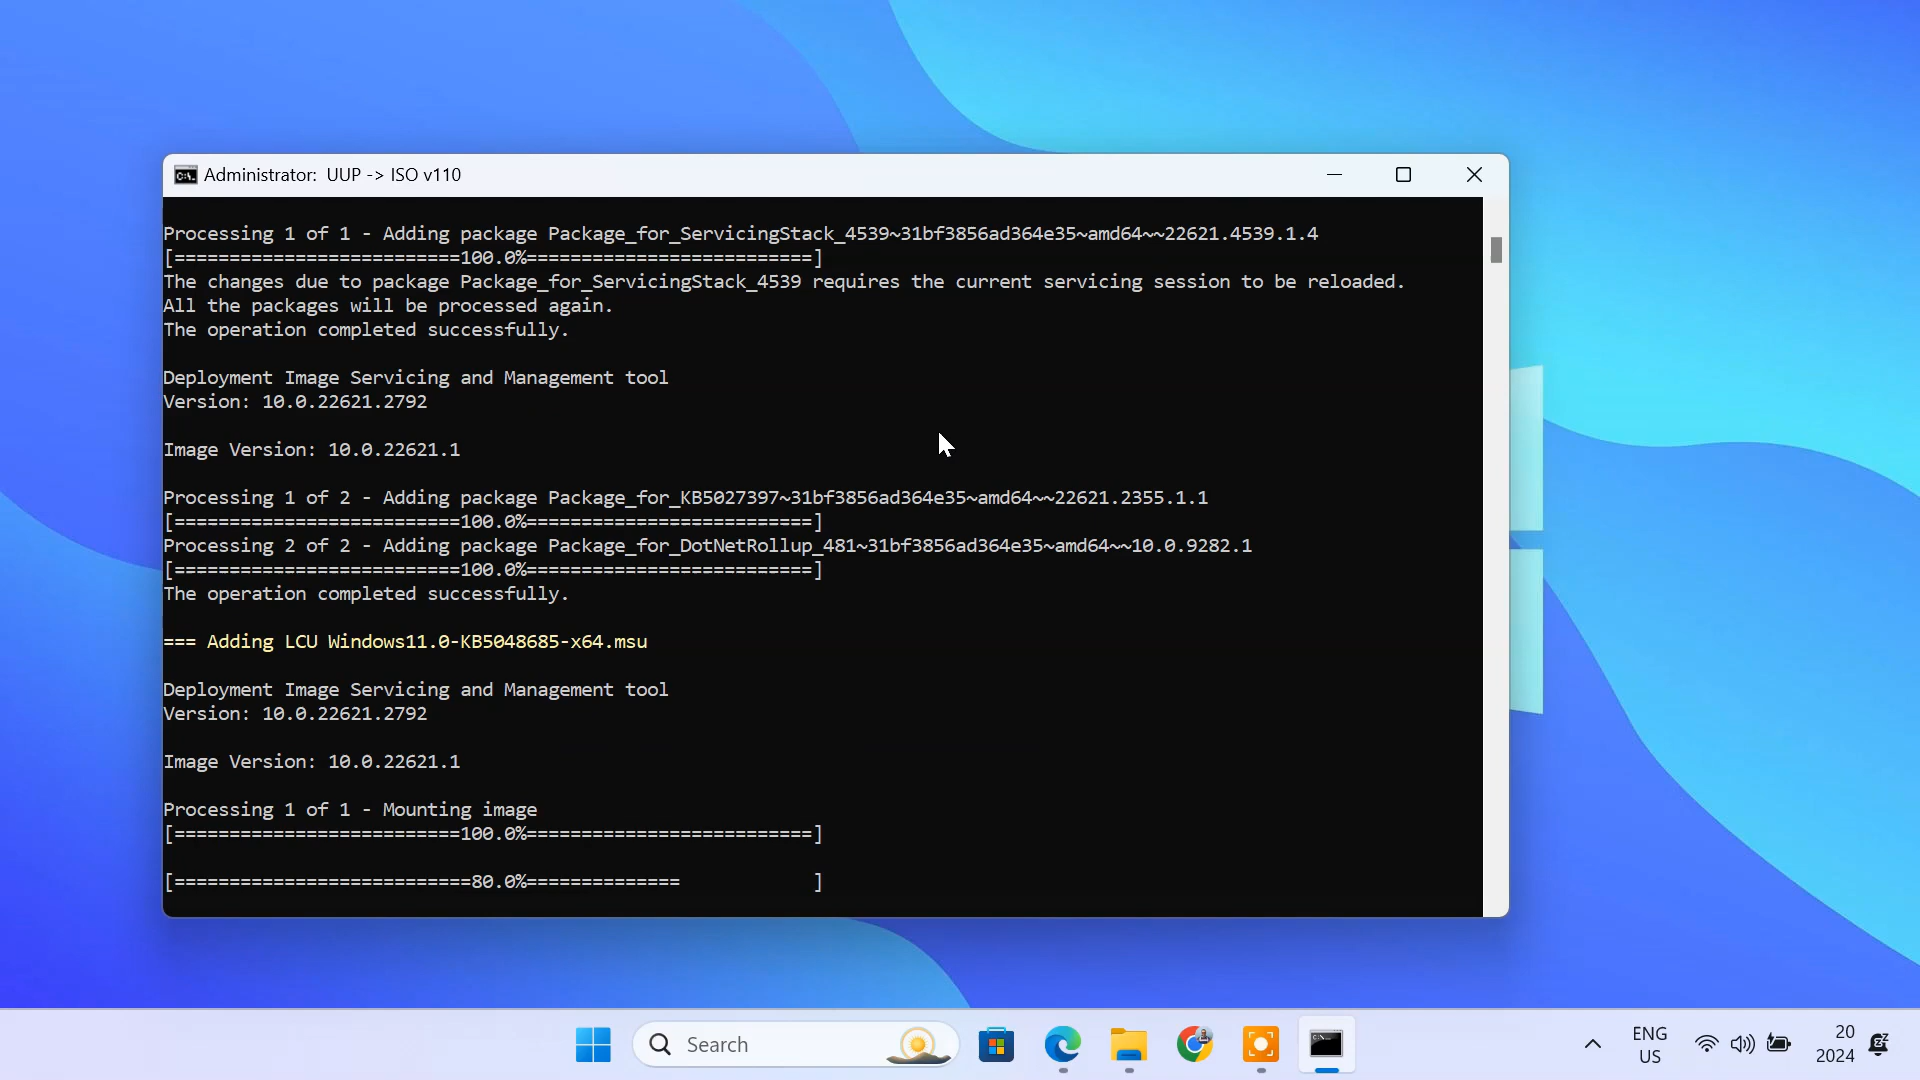 Administrator:  UUP -> ISO v110
Processing 1 of 1 - Adding package Package_for_ServicingStack_4539~31bf3856ad364e35~amd64~~22621.4539.1.4
[==========================100.0%==========================]
The changes due to package Package_for_ServicingStack_4539 requires the current servicing session to be reloaded.
All the packages will be processed again.
The operation completed successfully.
Deployment Image Servicing and Management tool
Version: 10.0.22621.2792
Image Version: 10.0.22621.1
Processing 1 of 2 - Adding package Package_for_KB5027397~31bf3856ad364e35~amd64~~22621.2355.1.1
[==========================100.0%==========================]
Processing 2 of 2 - Adding package Package_for_DotNetRollup_481~31bf3856ad364e35~amd64~~10.0.9282.1
[==========================100.0%==========================]
The operation completed successfully.
=== Adding LCU Windows11.0-KB5048685-x64.msu
Deployment Image Servicing and Management tool
Version: 10.0.22621.2792
Image Version: 10.0.22621.1
Processing 1 of 1 - Mounting image
[==========================100.0%==========================]
[===========================80.0%==============            ]
Search
ENG
US
20
2024